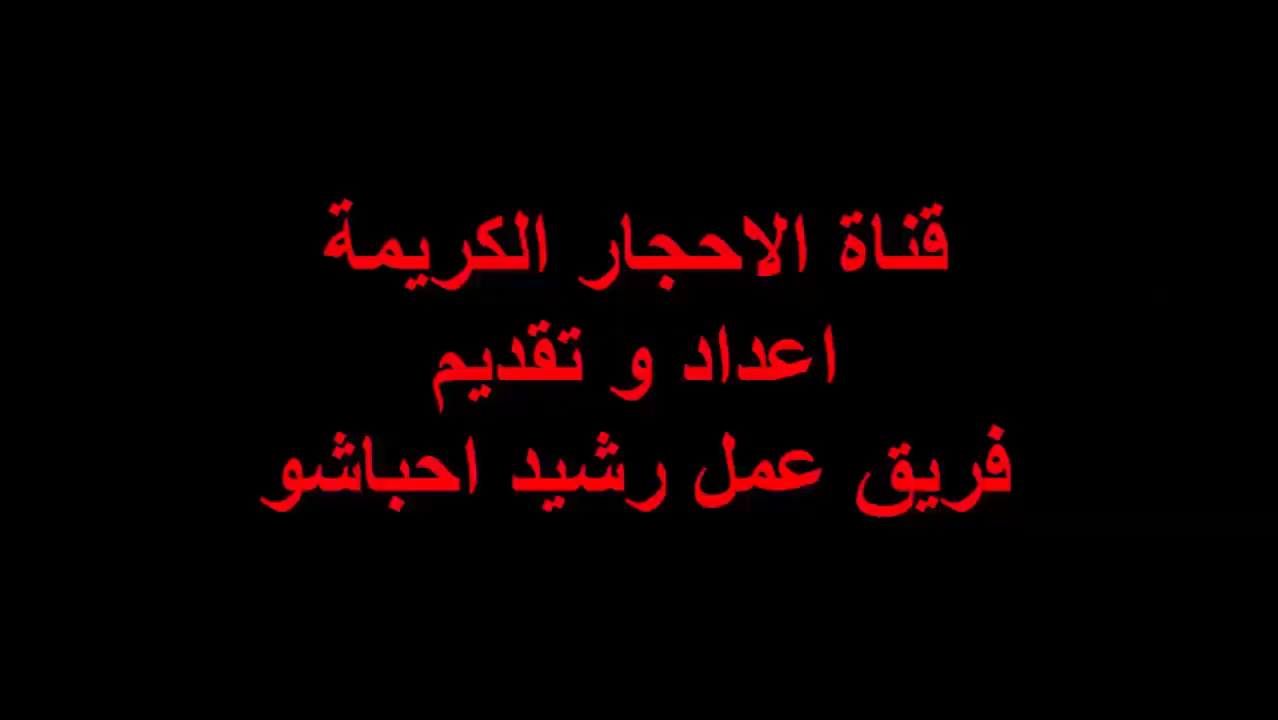 قناة الاحجار الكريمة
اعداد و تقديم
فريق عمل رشيد احباشو